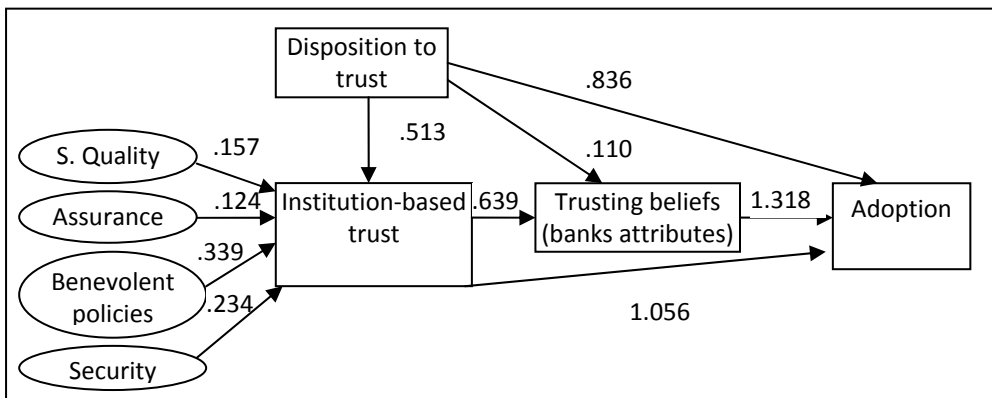 Disposition to
trust
.836
.513
.110
S. Quality
.157
Assurance
.124
Institution-based
trust
.639
Trusting beliefs
(banks attributes)
1.318
Adoption
.339
Benevolent
policies
.234
1.056
Security